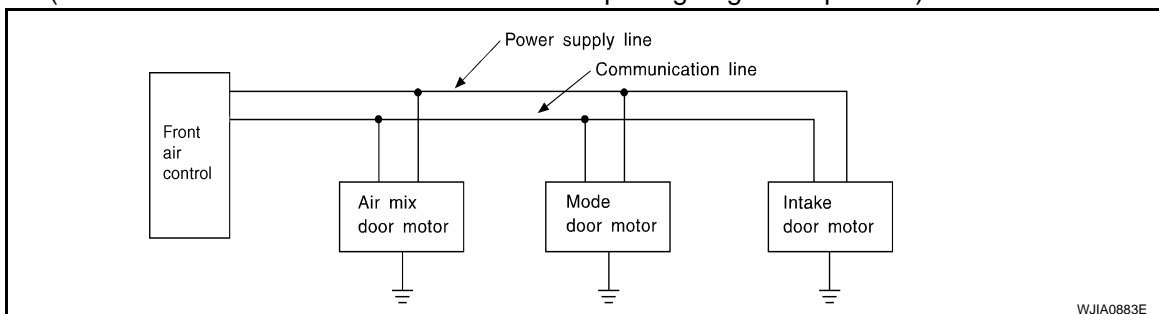 Power supply line
Communication line
Front
air
control
Air mix
door motor
Mode
door motor
Intake
door motor
WJIA0883E